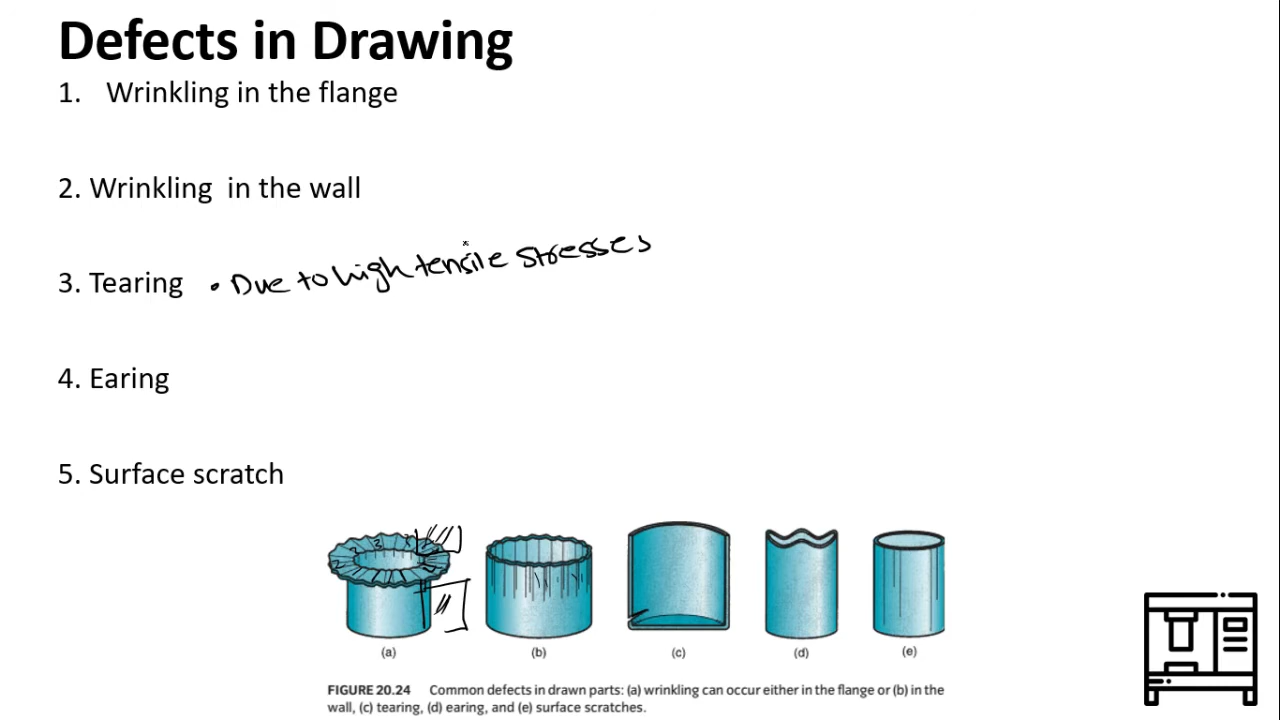 Defects in Drawing
1. Wrinkling in the flange
2. Wrinkling in the wall
3. Tearing • Due to high tensile stresses
4. Earing
5. Surface scratch
(a) (b) (c) (d) (e)
FIGURE 20.24 Common defects in drawn parts: (a) wrinkling can occur either in the flange or (b) in the
wall, (c) tearing, (d) earing, and (e) surface scratches.